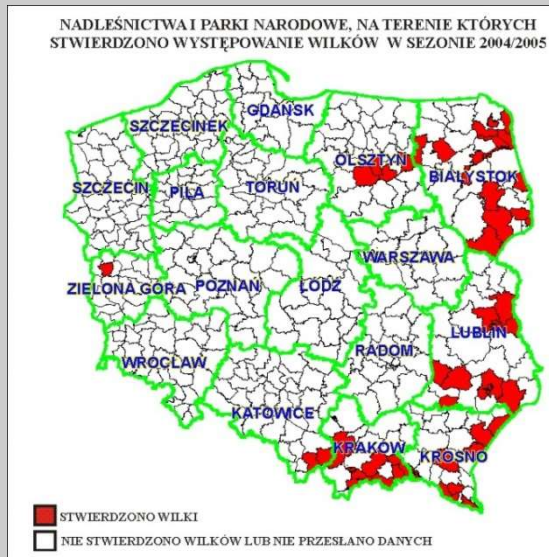 NADLEŚNICTWA I PARKI NARODOWE, NA TERENIE KTÓRYCH
STWIERDZONO WYSTĘPOWANIE WILKÓW W SEZONIE 2004/2005
GDAŃSK
SZCZECINEK
OLSZTYN
SZCZECIN
PIŁA
TORUŃ
BIAŁYSTOK
WARSZAWA
ZIELONA GÓRA
POZNAŃ
ŁÓDŹ
LUBLIN
RADOM
WROCŁAW
KATOWICE
KRAKÓW
KROSNO
STWIERDZONO WILKI
NIE STWIERDZONO WILKÓW LUB NIE PRZESŁANO DANYCH